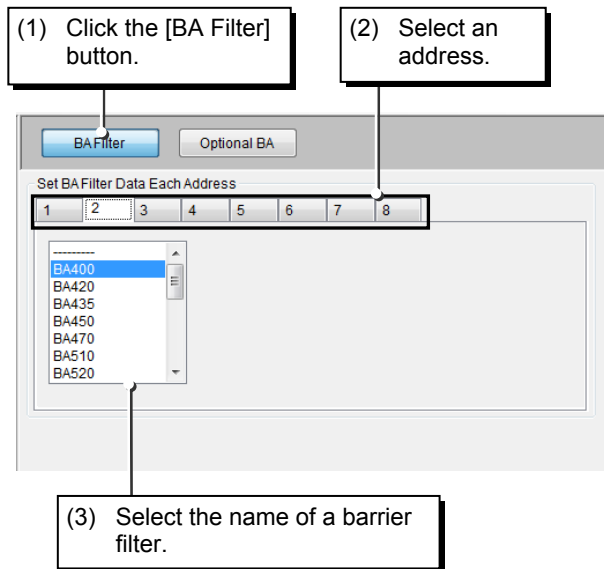 (1) Click the [BA Filter]
button.
(2) Select an
address.
BA Filter
Optional BA
Set BA Filter Data Each Address
1 2 3 4 5 6 7 8
---------
BA400
BA420
BA435
BA450
BA470
BA510
BA520
(3) Select the name of a barrier
filter.